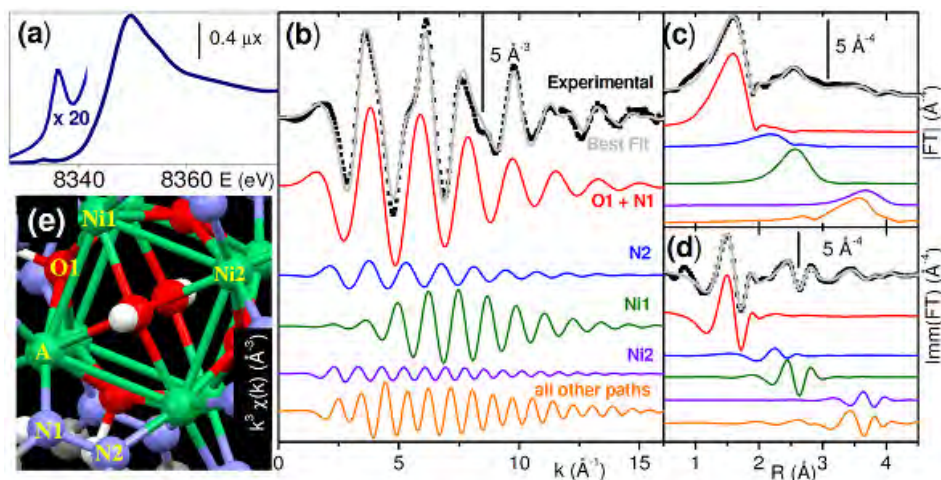 (a)
0.4 μx
x 20
8340
8360 E (eV)
(b)
5 Å⁻³
Experimental
Best Fit
O1 + N1
N2
Ni1
Ni2
all other paths
k³ χ(k) (Å⁻³)
0
5
10
15
k (Å⁻¹)
(c)
5 Å⁻⁴
|FT| (Å⁻⁴)
(d)
5 Å⁻⁴
Imm(FT) (Å⁻⁴)
1
2
3
4
R (Å)
(e)
Ni1
O1
Ni2
A
N1
N2